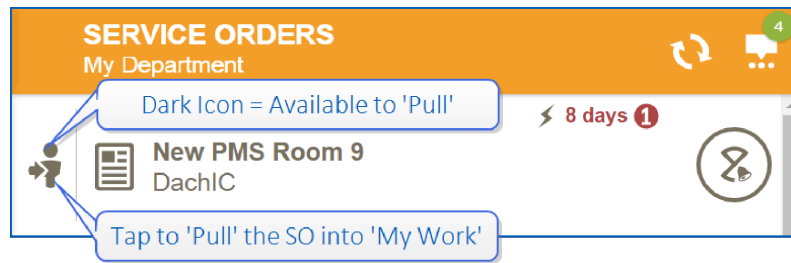 SERVICE ORDERS
4
My Department
Dark Icon = Available to 'Pull'
8 days 1
New PMS Room 9
DachIC
Tap to 'Pull' the SO into 'My Work'